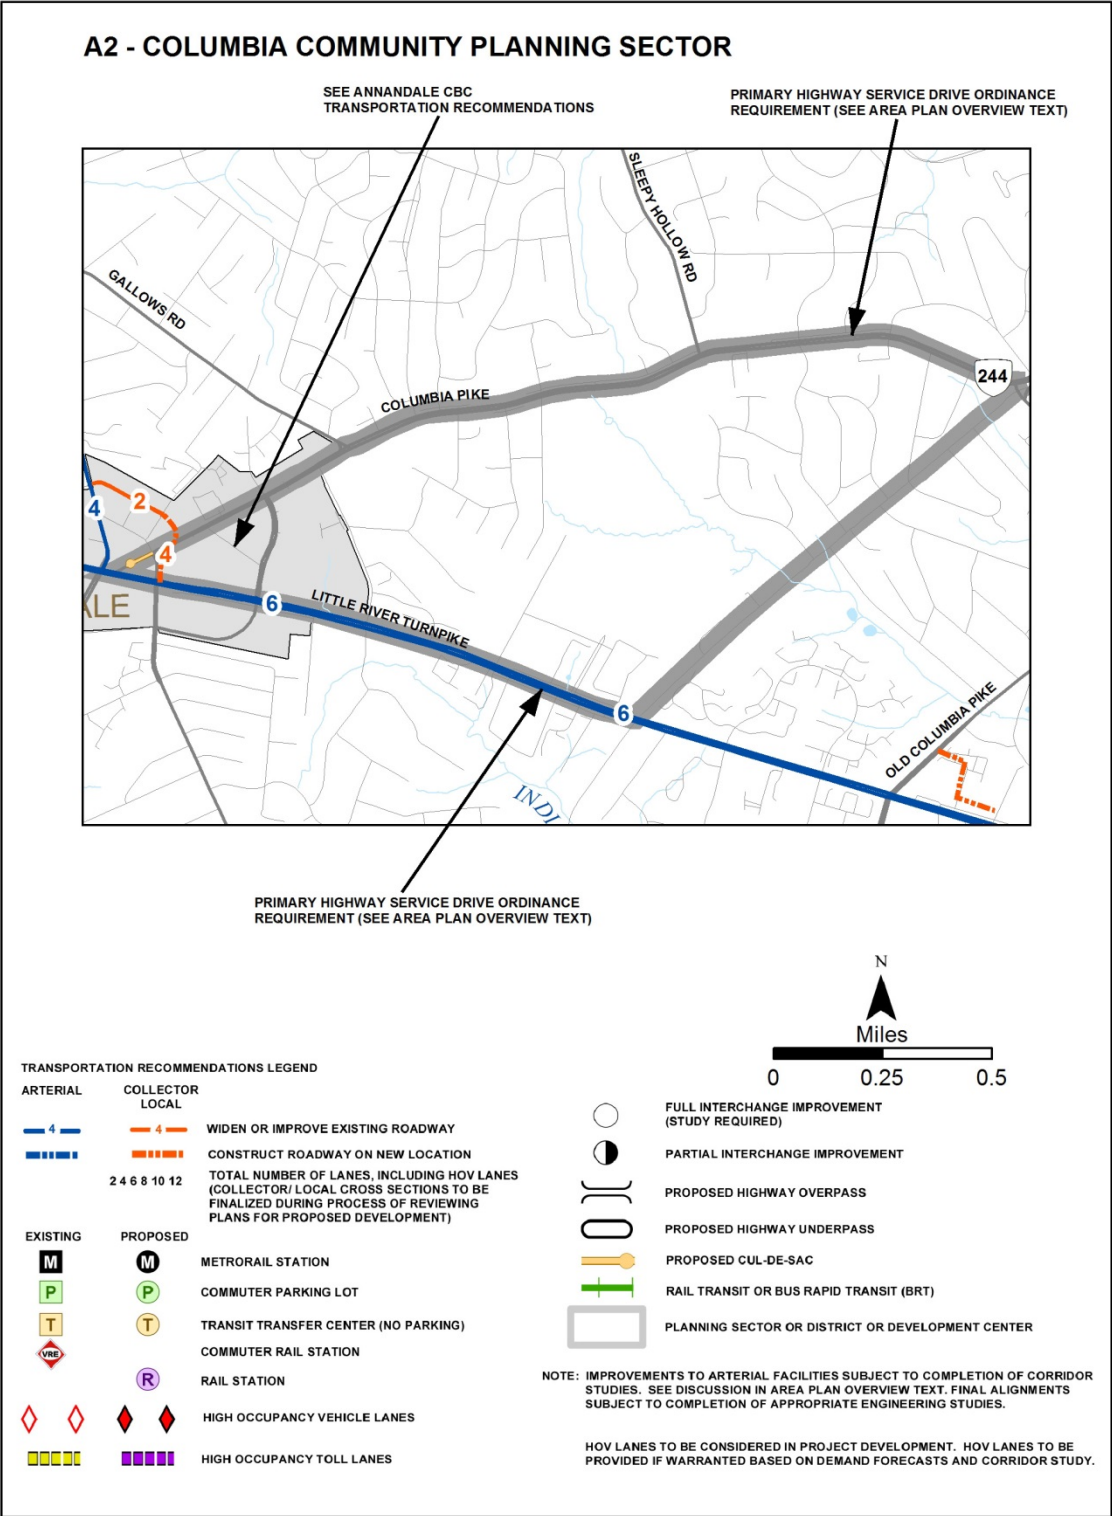 A2 - COLUMBIA COMMUNITY PLANNING SECTOR
SEE ANNANDALE CBC
TRANSPORTATION RECOMMENDATIONS
PRIMARY HIGHWAY SERVICE DRIVE ORDINANCE
REQUIREMENT (SEE AREA PLAN OVERVIEW TEXT)
SLEEPY HOLLOW RD
GALLOWS RD
COLUMBIA PIKE
244
4
2
4
ALE
6
LITTLE RIVER TURNPIKE
6
OLD COLUMBIA PIKE
INDI
PRIMARY HIGHWAY SERVICE DRIVE ORDINANCE
REQUIREMENT (SEE AREA PLAN OVERVIEW TEXT)
N
Miles
0 0.25 0.5
TRANSPORTATION RECOMMENDATIONS LEGEND
ARTERIAL COLLECTOR
LOCAL
4 4 WIDEN OR IMPROVE EXISTING ROADWAY
CONSTRUCT ROADWAY ON NEW LOCATION
2 4 6 8 10 12 TOTAL NUMBER OF LANES, INCLUDING HOV LANES
(COLLECTOR/ LOCAL CROSS SECTIONS TO BE
FINALIZED DURING PROCESS OF REVIEWING
PLANS FOR PROPOSED DEVELOPMENT)
EXISTING PROPOSED
M M METRORAIL STATION
P P COMMUTER PARKING LOT
T T TRANSIT TRANSFER CENTER (NO PARKING)
VRE COMMUTER RAIL STATION
R RAIL STATION
HIGH OCCUPANCY VEHICLE LANES
HIGH OCCUPANCY TOLL LANES
FULL INTERCHANGE IMPROVEMENT
(STUDY REQUIRED)
PARTIAL INTERCHANGE IMPROVEMENT
PROPOSED HIGHWAY OVERPASS
PROPOSED HIGHWAY UNDERPASS
PROPOSED CUL-DE-SAC
RAIL TRANSIT OR BUS RAPID TRANSIT (BRT)
PLANNING SECTOR OR DISTRICT OR DEVELOPMENT CENTER
NOTE: IMPROVEMENTS TO ARTERIAL FACILITIES SUBJECT TO COMPLETION OF CORRIDOR
STUDIES. SEE DISCUSSION IN AREA PLAN OVERVIEW TEXT. FINAL ALIGNMENTS
SUBJECT TO COMPLETION OF APPROPRIATE ENGINEERING STUDIES.
HOV LANES TO BE CONSIDERED IN PROJECT DEVELOPMENT. HOV LANES TO BE
PROVIDED IF WARRANTED BASED ON DEMAND FORECASTS AND CORRIDOR STUDY.